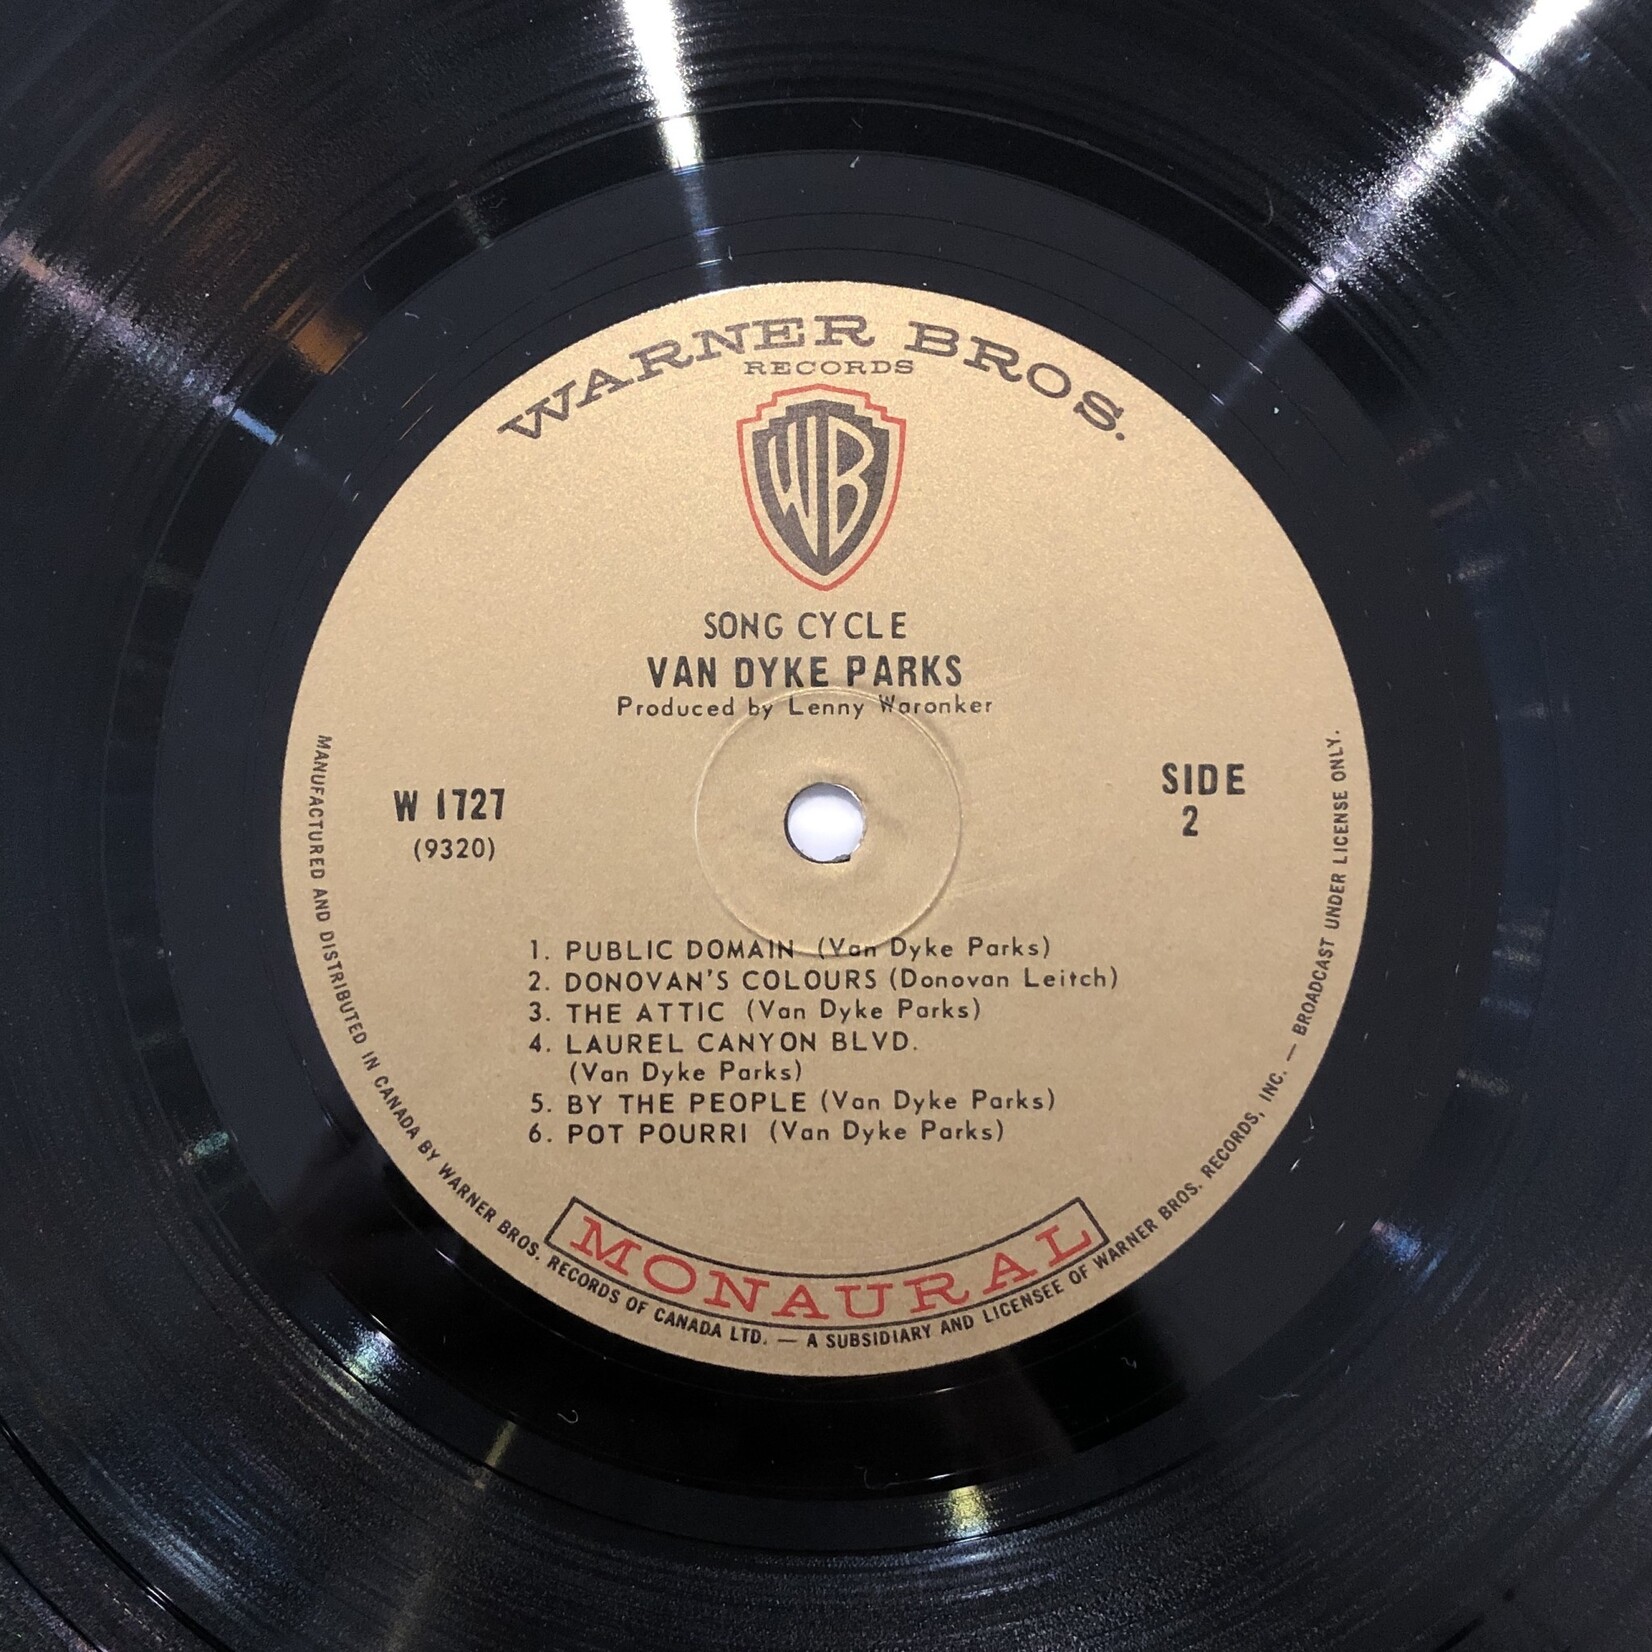 WARNER BROS.
RECORDS
WB
SONG CYCLE
VAN DYKE PARKS
Produced by Lenny Waronker
W 1727
(9320)
SIDE
2
1. PUBLIC DOMAIN (Van Dyke Parks)
2. DONOVAN'S COLOURS (Donovan Leitch)
3. THE ATTIC (Van Dyke Parks)
4. LAUREL CANYON BLVD.
(Van Dyke Parks)
5. BY THE PEOPLE (Van Dyke Parks)
6. POT POURRI (Van Dyke Parks)
MONAURAL
MANUFACTURED AND DISTRIBUTED IN CANADA BY WARNER BROS. RECORDS OF CANADA LTD. — A SUBSIDIARY AND LICENSEE OF WARNER BROS. RECORDS, INC. — BROADCAST UNDER LICENSE ONLY.